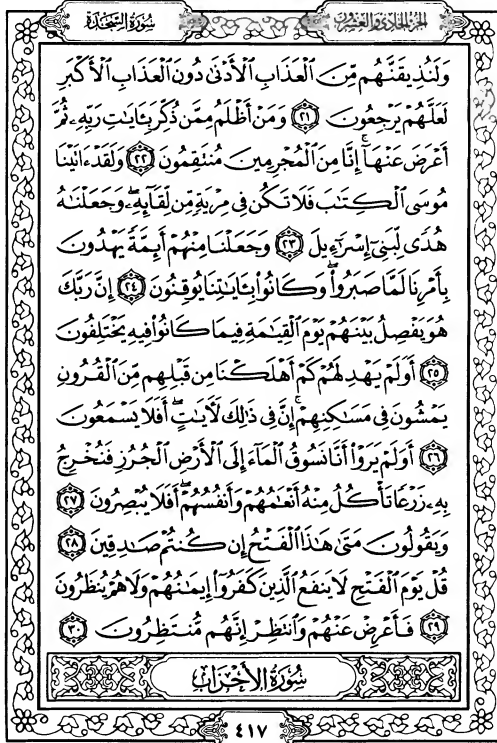 الجزء الحادي والعشرون
سورة السجدة
وَلَنُذِيقَنَّهُم مِّنَ ٱلۡعَذَابِ ٱلۡأَدۡنَىٰ دُونَ ٱلۡعَذَابِ ٱلۡأَكۡبَرِ
لَعَلَّهُمۡ يَرۡجِعُونَ ٢١ وَمَنۡ أَظۡلَمُ مِمَّن ذُكِّرَ بِـَٔايَٰتِ رَبِّهِۦ ثُمَّ
أَعۡرَضَ عَنۡهَآۚ إِنَّا مِنَ ٱلۡمُجۡرِمِينَ مُنتَقِمُونَ ٢٢ وَلَقَدۡ ءَاتَيۡنَا
مُوسَى ٱلۡكِتَٰبَ فَلَا تَكُن فِي مِرۡيَةٖ مِّن لِّقَآئِهِۦۖ وَجَعَلۡنَٰهُ
هُدٗى لِّبَنِيٓ إِسۡرَٰٓءِيلَ ٢٣ وَجَعَلۡنَا مِنۡهُمۡ أَئِمَّةٗ يَهۡدُونَ
بِأَمۡرِنَا لَمَّا صَبَرُواْۖ وَكَانُواْ بِـَٔايَٰتِنَا يُوقِنُونَ ٢٤ إِنَّ رَبَّكَ
هُوَ يَفۡصِلُ بَيۡنَهُمۡ يَوۡمَ ٱلۡقِيَٰمَةِ فِيمَا كَانُواْ فِيهِ يَخۡتَلِفُونَ
٢٥ أَوَلَمۡ يَهۡدِ لَهُمۡ كَمۡ أَهۡلَكۡنَا مِن قَبۡلِهِم مِّنَ ٱلۡقُرُونِ
يَمۡشُونَ فِي مَسَٰكِنِهِمۡۚ إِنَّ فِي ذَٰلِكَ لَأٓيَٰتٍۚ أَفَلَا يَسۡمَعُونَ
٢٦ أَوَلَمۡ يَرَوۡاْ أَنَّا نَسُوقُ ٱلۡمَآءَ إِلَى ٱلۡأَرۡضِ ٱلۡجُرُزِ فَنُخۡرِجُ
بِهِۦ زَرۡعٗا تَأۡكُلُ مِنۡهُ أَنۡعَٰمُهُمۡ وَأَنفُسُهُمۡۚ أَفَلَا يُبۡصِرُونَ ٢٧
وَيَقُولُونَ مَتَىٰ هَٰذَا ٱلۡفَتۡحُ إِن كُنتُمۡ صَٰدِقِينَ ٢٨
قُلۡ يَوۡمَ ٱلۡفَتۡحِ لَا يَنفَعُ ٱلَّذِينَ كَفَرُوٓاْ إِيمَٰنُهُمۡ وَلَا هُمۡ يُنظَرُونَ
٢٩ فَأَعۡرِضۡ عَنۡهُمۡ وَٱنتَظِرۡ إِنَّهُم مُّنتَظِرُونَ ٣٠
سُورَةُ الأَحْزَابِ
٤١٧